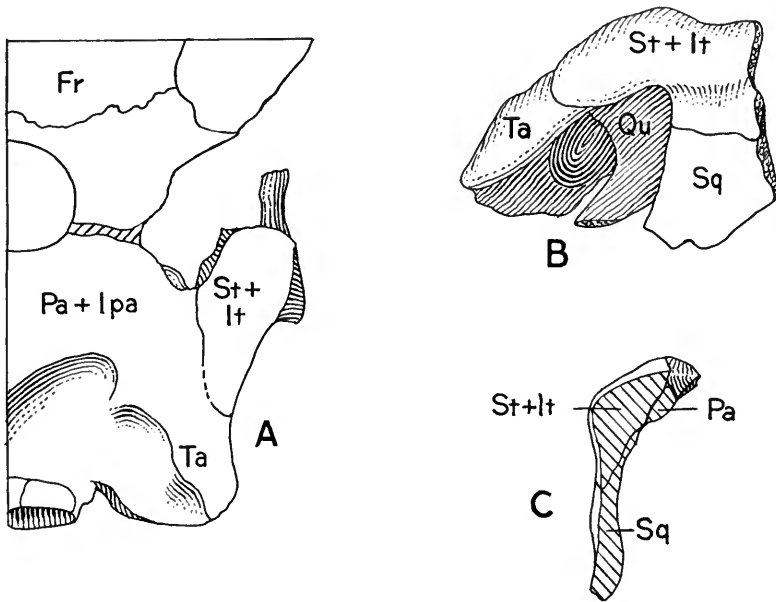 Fr
Pa + Ipa
St +
It
Ta
A
St + It
Ta
Qu
Sq
B
St+It
Pa
C
Sq